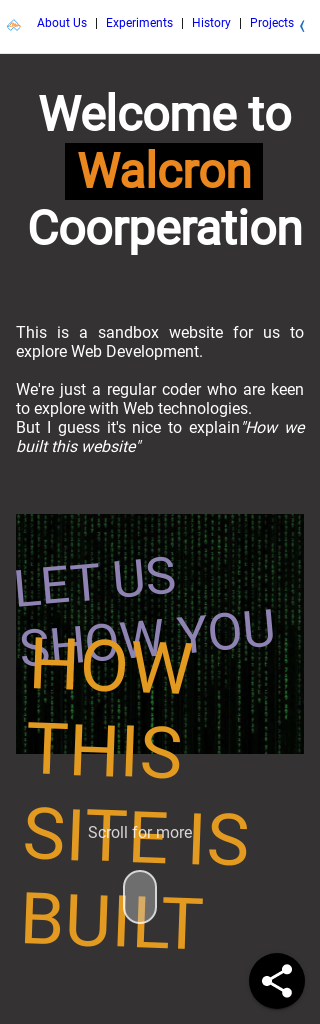 About Us | Experiments | History | Projects
Welcome to
Walcron
Coorperation
This is a sandbox website for us to
explore Web Development.
We're just a regular coder who are keen
to explore with Web technologies.
But I guess it's nice to explain "How we
built this website"
LET US
SHOW YOU
HOW
THIS
SITE IS
Scroll for more
BUILT